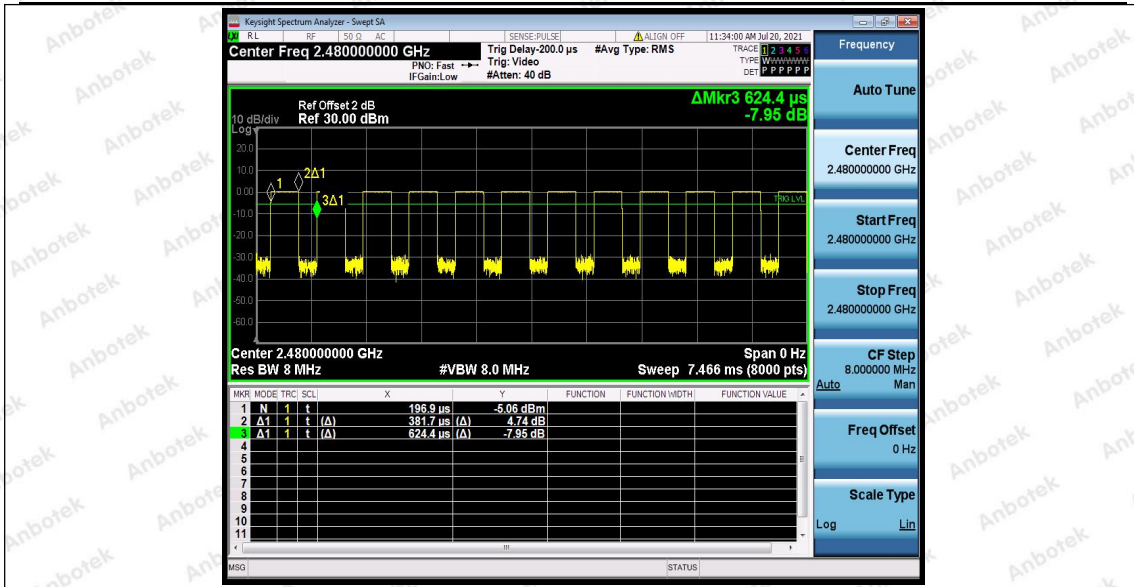 Keysight Spectrum Analyzer - Swept SA
RL RF 50 Ω AC SENSE:PULSE ALIGN OFF 11:34:00 AM Jul 20, 2021
Center Freq 2.480000000 GHz
PNO: Fast
IFGain:Low
Trig Delay-200.0 µs
Trig: Video
#Atten: 40 dB
#Avg Type: RMS
TRACE 1 2 3 4 5 6
TYPE WWWWWW
DET P P P P P P
Frequency
Auto Tune
Center Freq
2.480000000 GHz
Start Freq
2.480000000 GHz
Stop Freq
2.480000000 GHz
CF Step
8.000000 MHz
Auto Man
Freq Offset
0 Hz
Scale Type
Log Lin
ΔMkr3 624.4 µs
-7.95 dB
Ref Offset 2 dB
10 dB/div Ref 30.00 dBm
Log
20.0
10.0
0.00
-10.0
-20.0
-30.0
-40.0
-50.0
-60.0
1
2Δ1
3Δ1
TRIG LVL
Center 2.480000000 GHz Span 0 Hz
Res BW 8 MHz #VBW 8.0 MHz Sweep 7.466 ms (8000 pts)
MKR MODE TRC SCL X Y FUNCTION FUNCTION WIDTH FUNCTION VALUE
1 N 1 t 196.9 µs -5.06 dBm
2 Δ1 1 t (Δ) 381.7 µs (Δ) 4.74 dB
3 Δ1 1 t (Δ) 624.4 µs (Δ) -7.95 dB
4
5
6
7
8
9
10
11
MSG STATUS
Anbotek